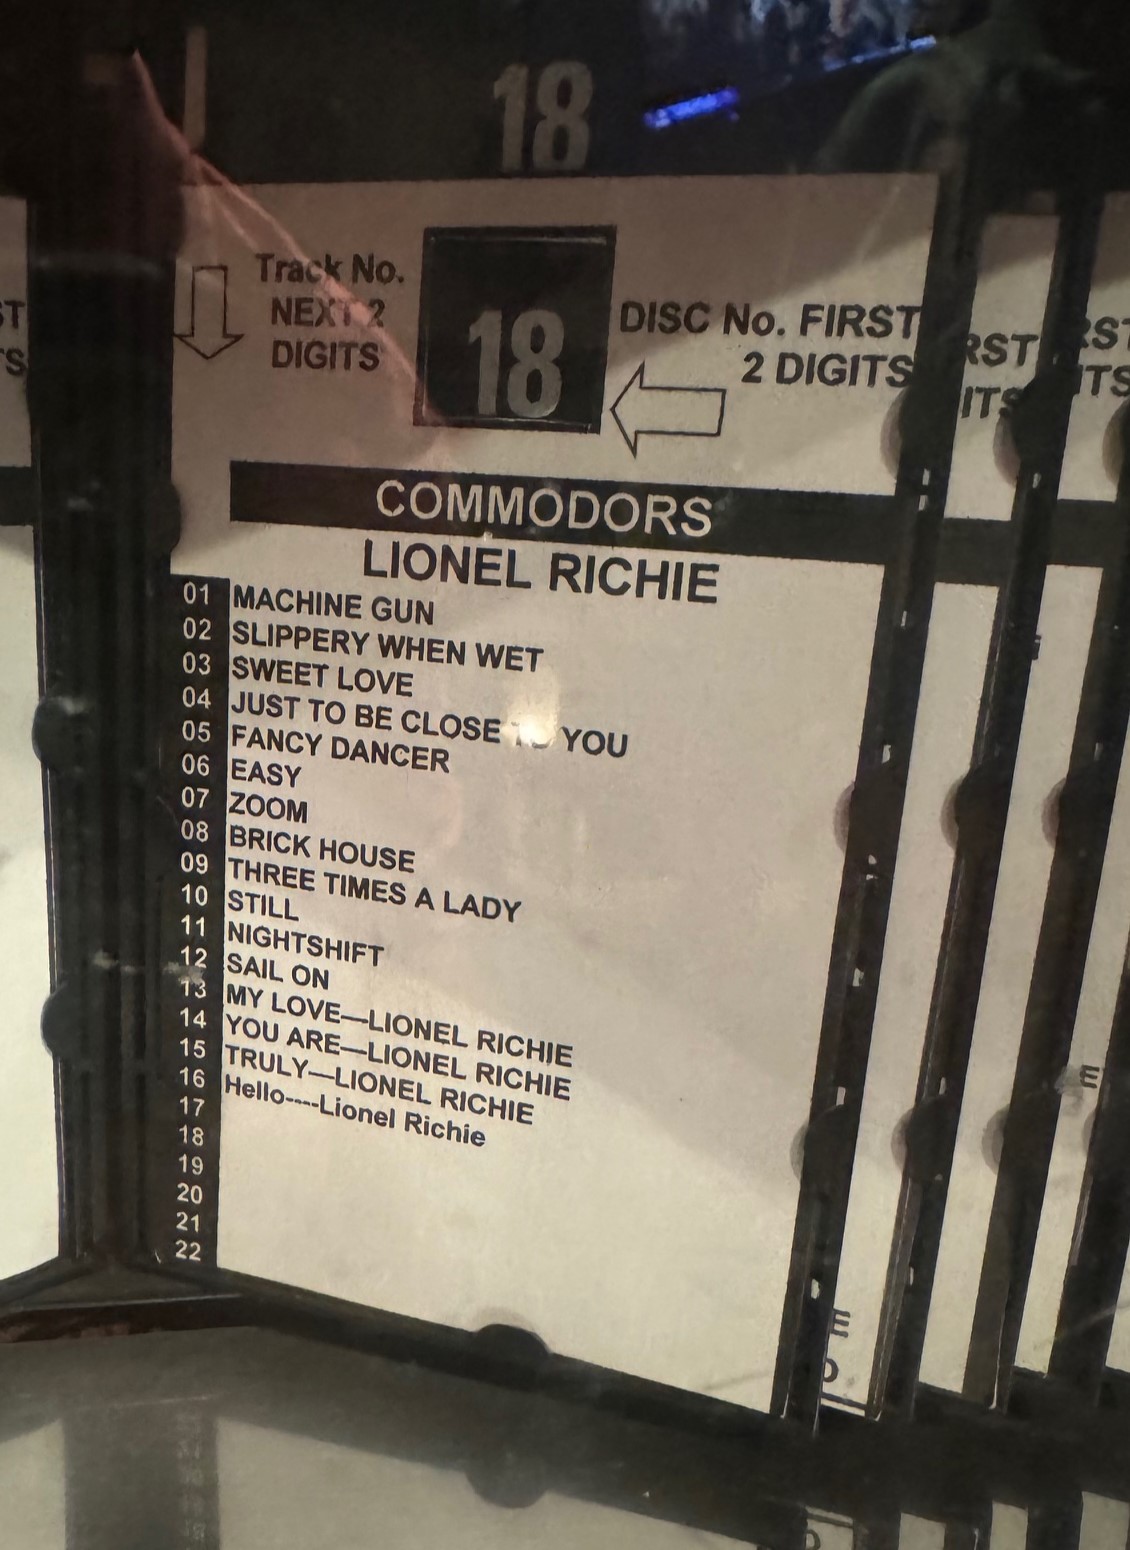 18
Track No.
NEXT 2
DIGITS
18
DISC No. FIRST
2 DIGITS
COMMODORS
LIONEL RICHIE
01 MACHINE GUN
02 SLIPPERY WHEN WET
03 SWEET LOVE
04 JUST TO BE CLOSE TO YOU
05 FANCY DANCER
06 EASY
07 ZOOM
08 BRICK HOUSE
09 THREE TIMES A LADY
10 STILL
11 NIGHTSHIFT
12 SAIL ON
13 MY LOVE—LIONEL RICHIE
14 YOU ARE—LIONEL RICHIE
15 TRULY—LIONEL RICHIE
16 Hello----Lionel Richie
17
18
19
20
21
22